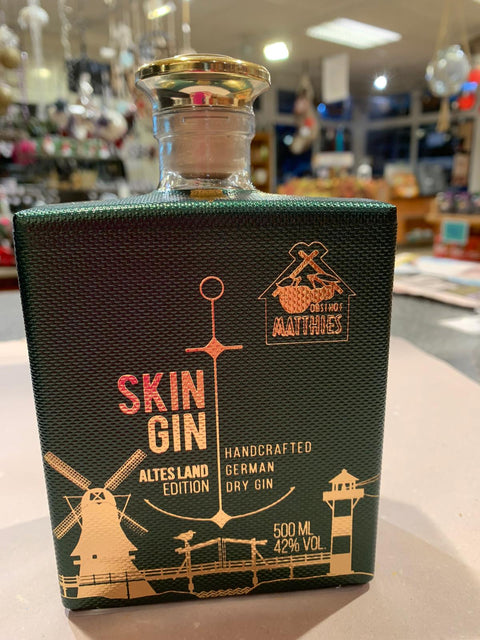 OBSTHOF
MATTHIES
SKIN
GIN
ALTES LAND
EDITION
HANDCRAFTED
GERMAN
DRY GIN
500 ML
42% VOL.